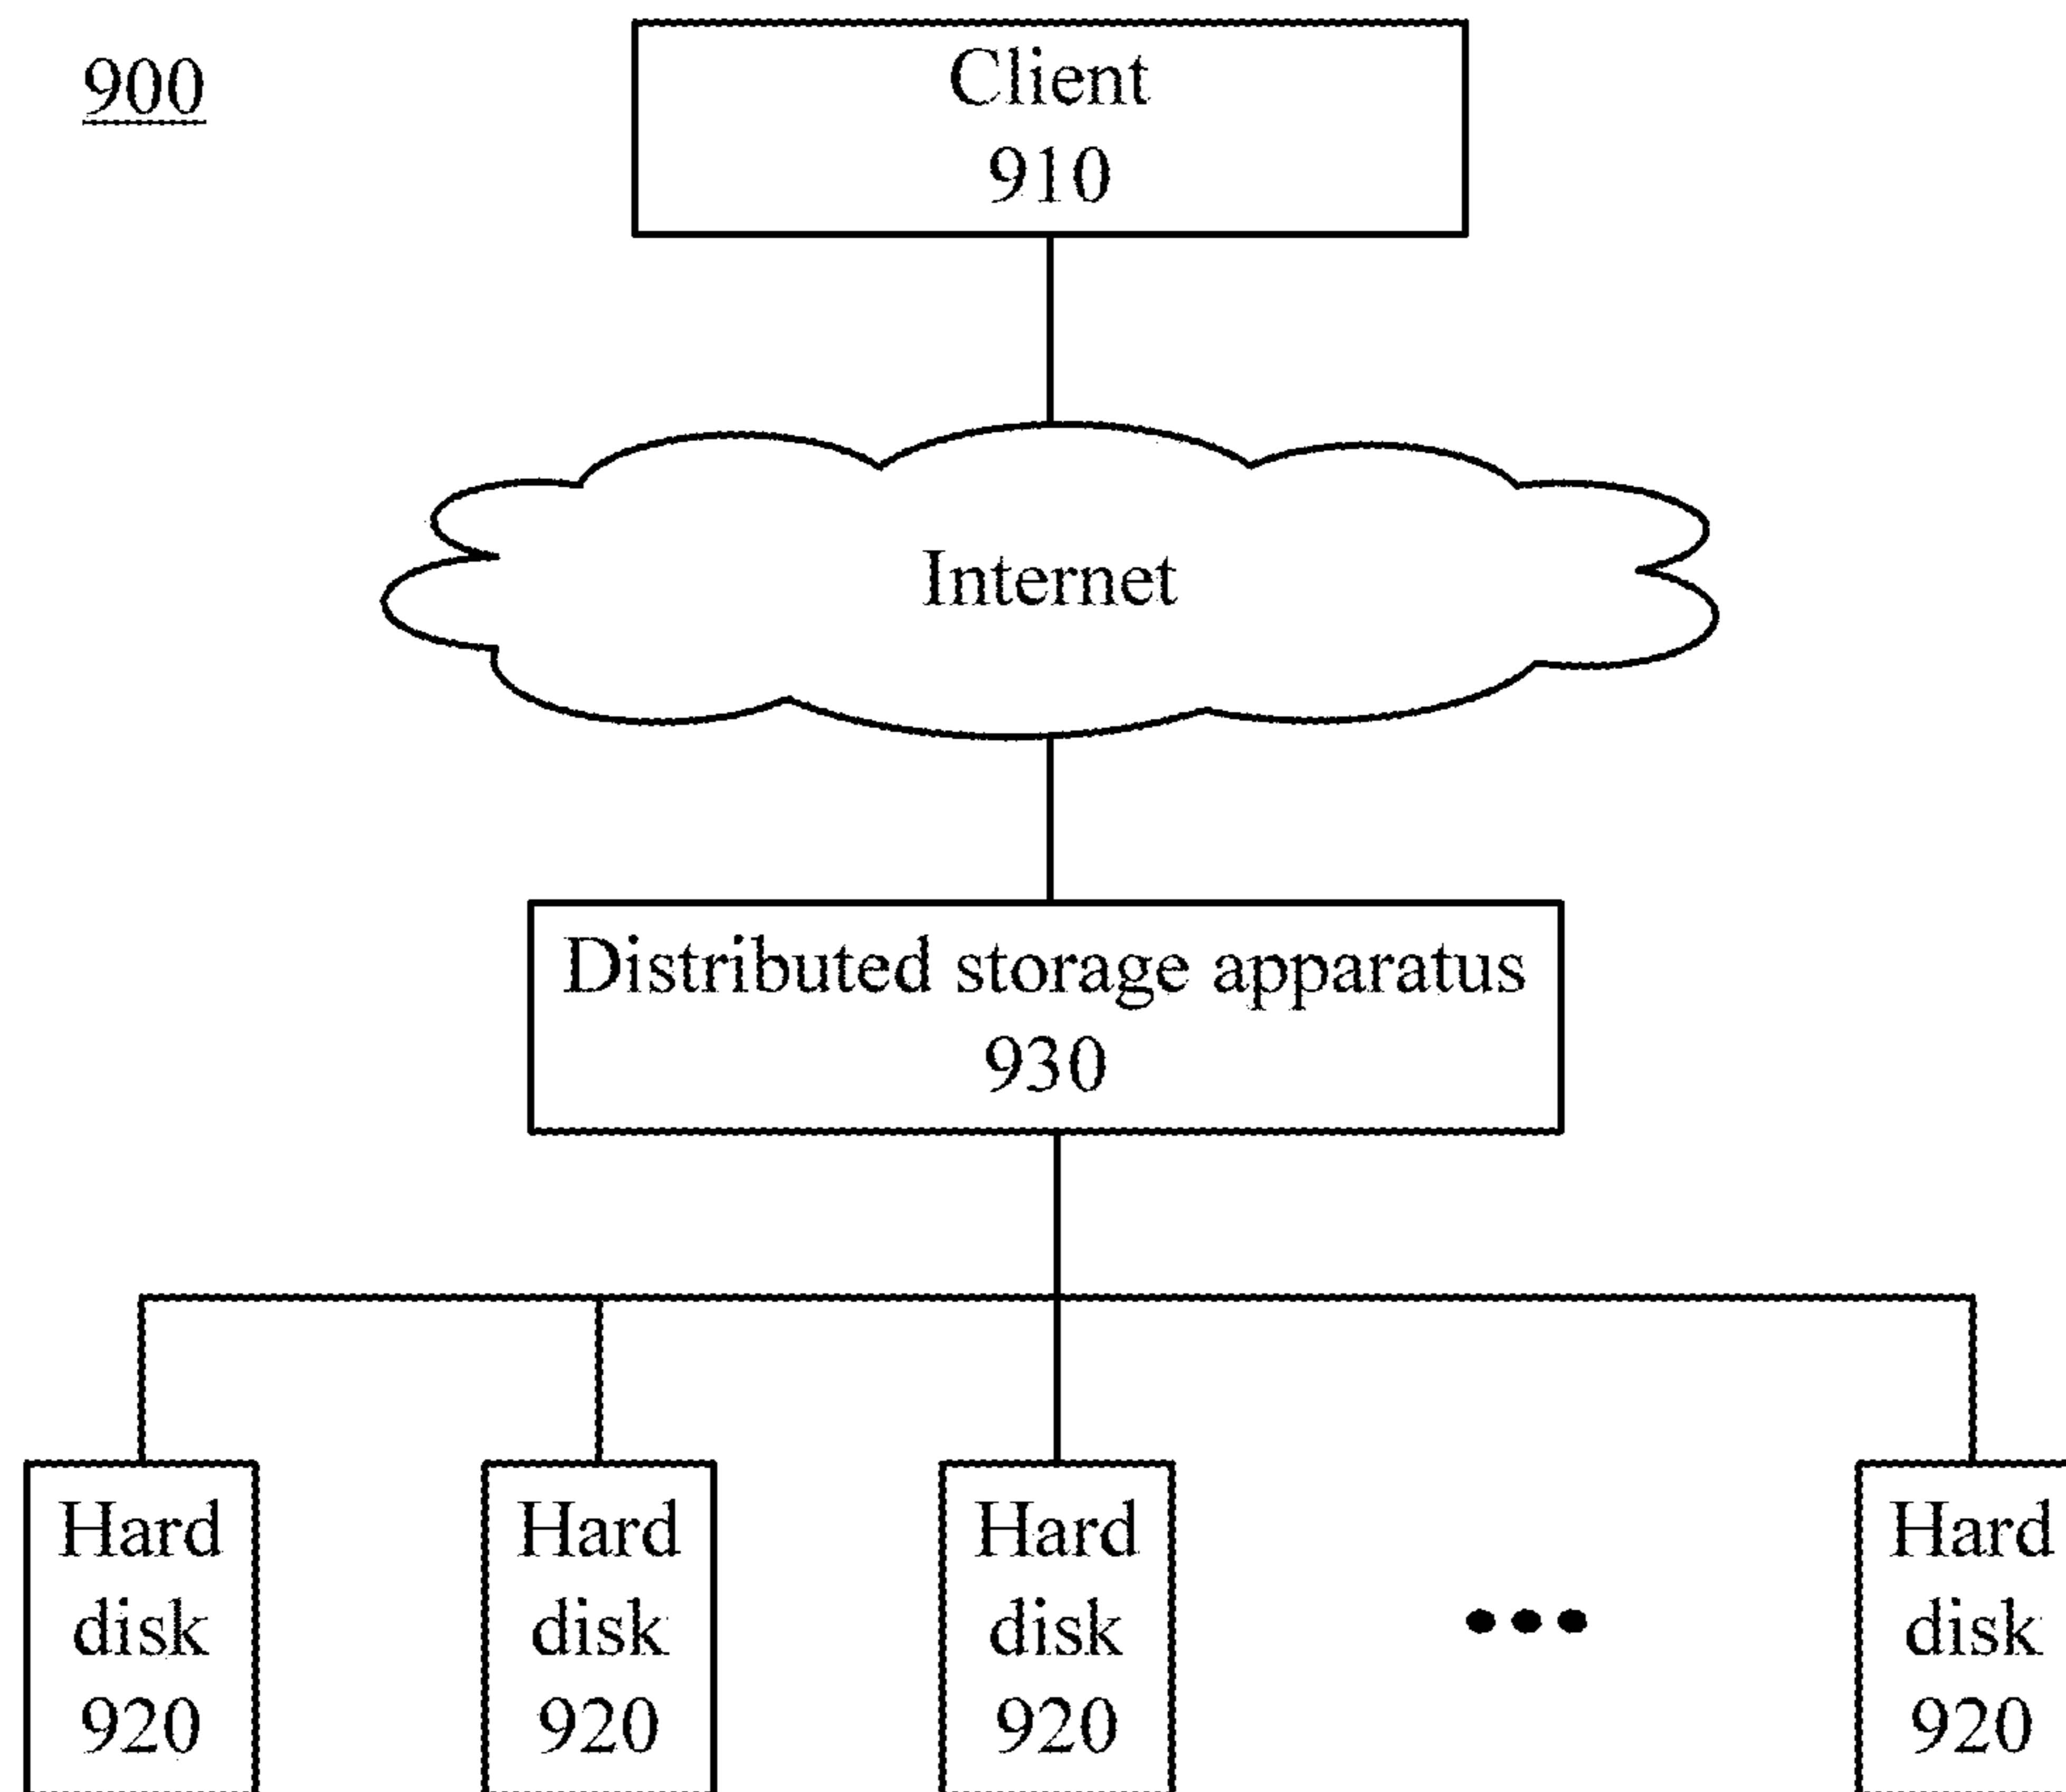 900
Client
910
Internet
Distributed storage apparatus
930
Hard
disk
920
Hard
disk
920
Hard
disk
920
•••
Hard
disk
920